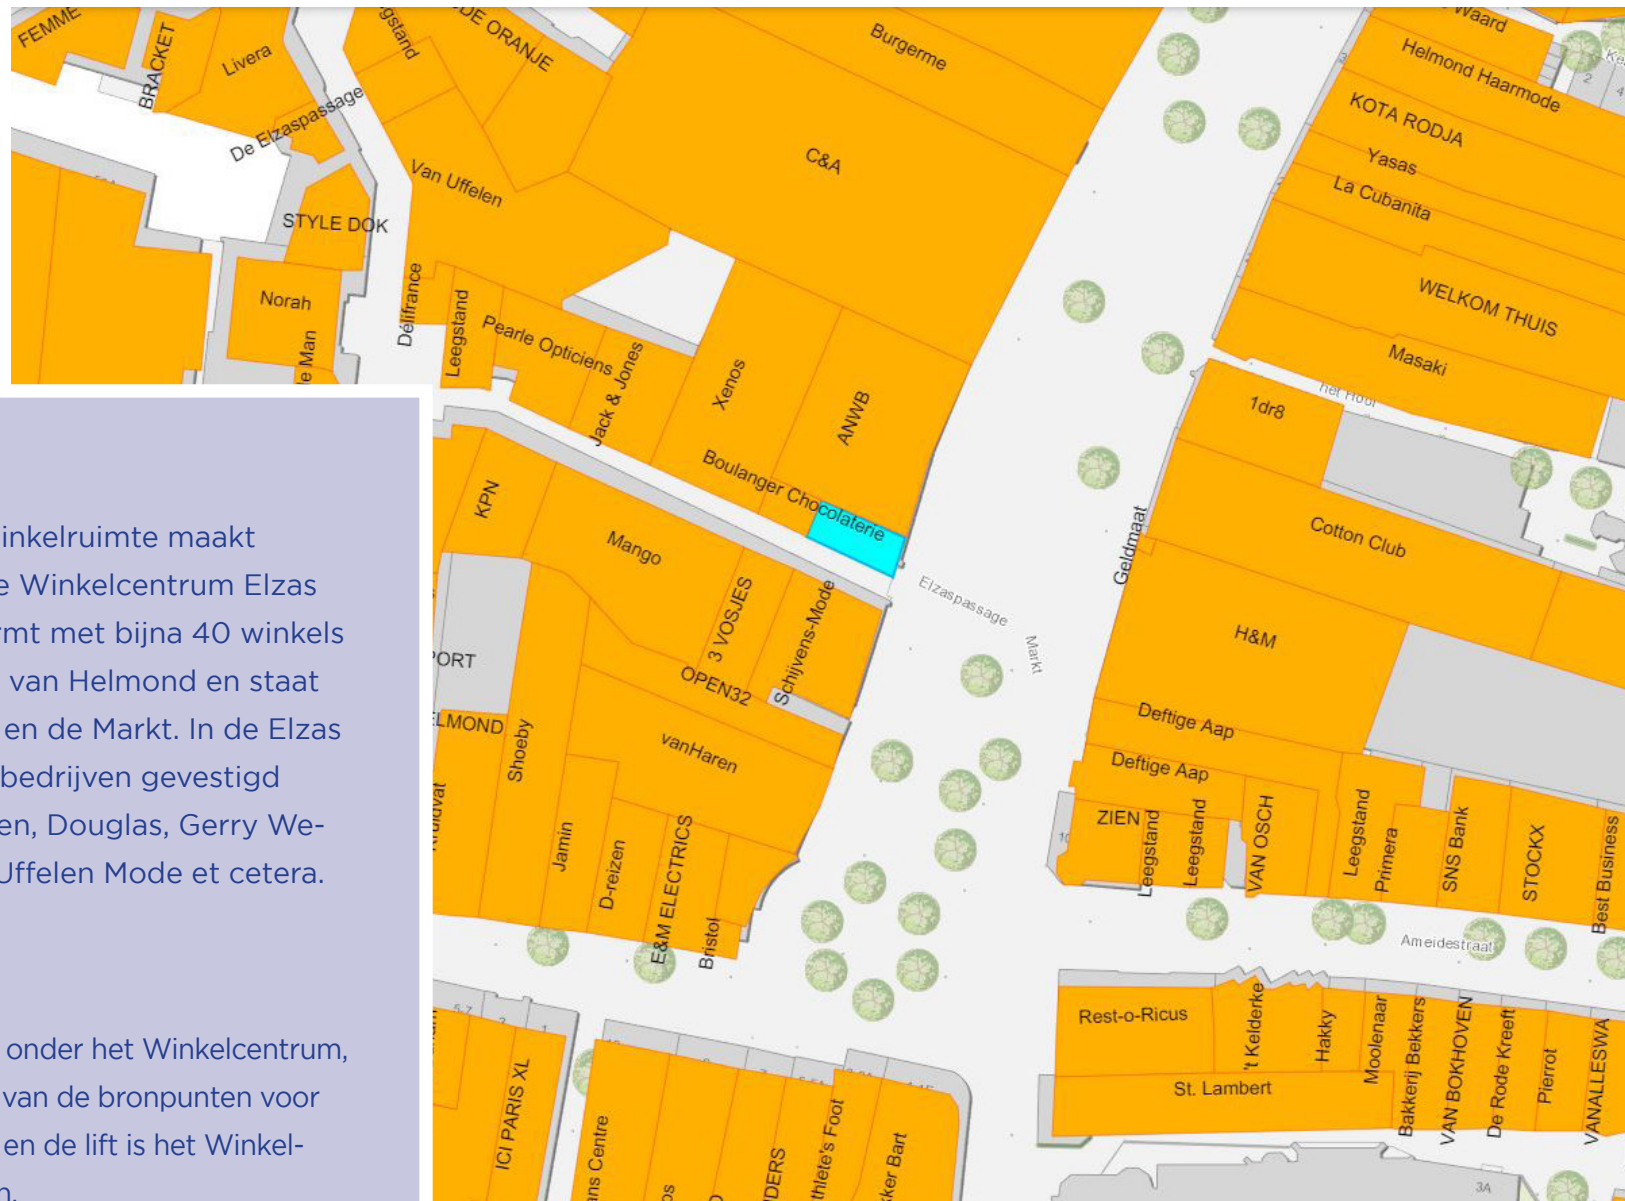 FEMME
BRACKET
Livera
De Elzaspassage
STYLE DOK
Norah
ORANJE
Burgerme
C&A
Van Uffelen
Délifrance
Leegstand
Pearle Opticiens
Jack & Jones
Xenos
ANWB
Boulanger Chocolaterie
Waard
Helmond Haarmode
KOTA RODJA
Yasas
La Cubanita
WELKOM THUIS
Masaki
1dr8
Cotton Club
Geldmaat
H&M
Elzaspassage
Markt
KPN
Mango
3 VOSJES
Schijvens-Mode
OPEN32
vanHaren
Shoeby
Jamin
D-reizen
E&M ELECTRICS
Bristol
Deftige Aap
Deftige Aap
ZIEN
Leegstand
Leegstand
VAN OSCH
Leegstand
Primera
SNS Bank
STOCKX
Best Business
Ameidestraat
Rest-o-Ricus
't Kelderke
Hakky
Moolenaar
Bakkerij Bekkers
VAN BOKHOVEN
De Rode Kreeft
Pierrot
VANALLESWA
St. Lambert
3A
ICI PARIS XL
ans Centre
inkelruimte maakt
e Winkelcentrum Elzas
rmt met bijna 40 winkels
van Helmond en staat
en de Markt. In de Elzas
bedrijven gevestigd
en, Douglas, Gerry We-
Uffelen Mode et cetera.
onder het Winkelcentrum,
van de bronpunten voor
en de lift is het Winkel-
n.